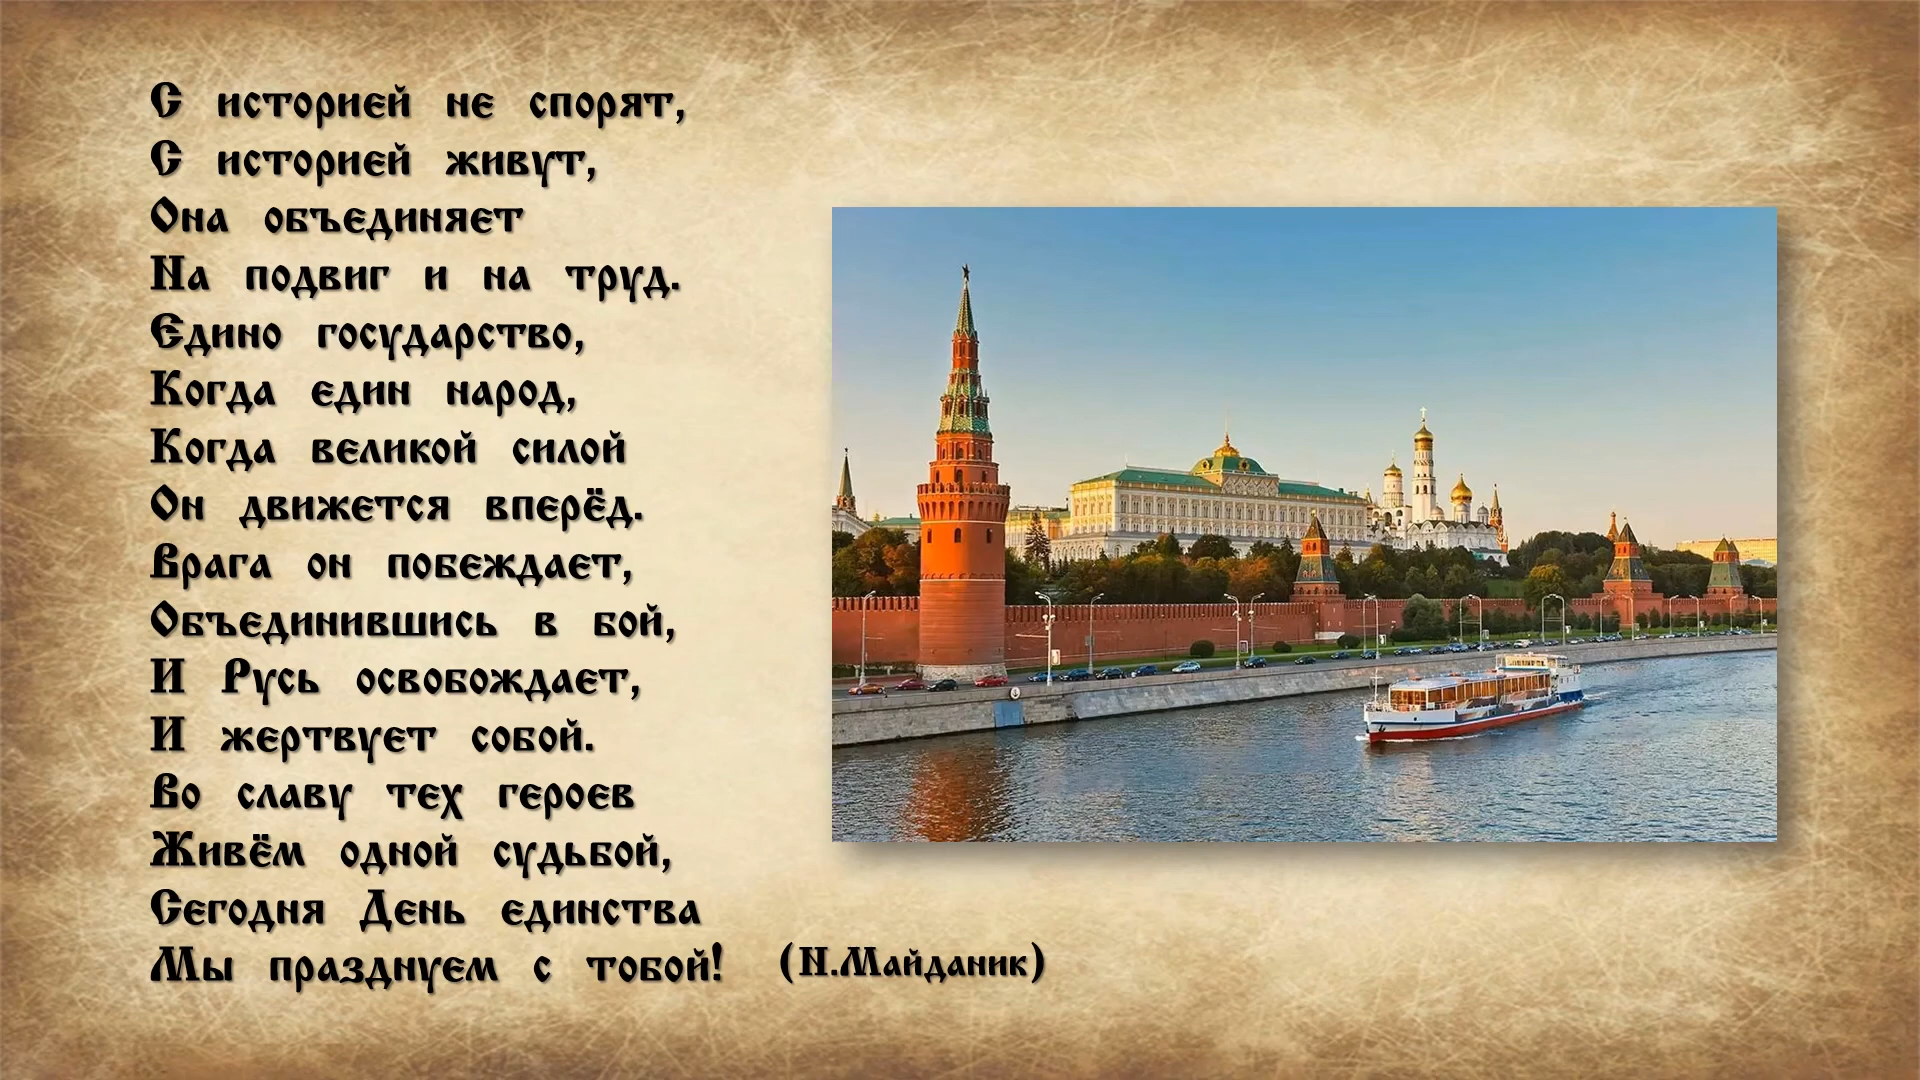 С историей не спорят,
С историей живут,
Она объединяет
На подвиг и на труд.
Едино государство,
Когда един народ,
Когда великой силой
Он движется вперёд.
Врага он побеждает,
Объединившись в бой,
И Русь освобождает,
И жертвует собой.
Во славу тех героев
Живём одной судьбой,
Сегодня День единства
Мы празднуем с тобой! (Н.Майданик)